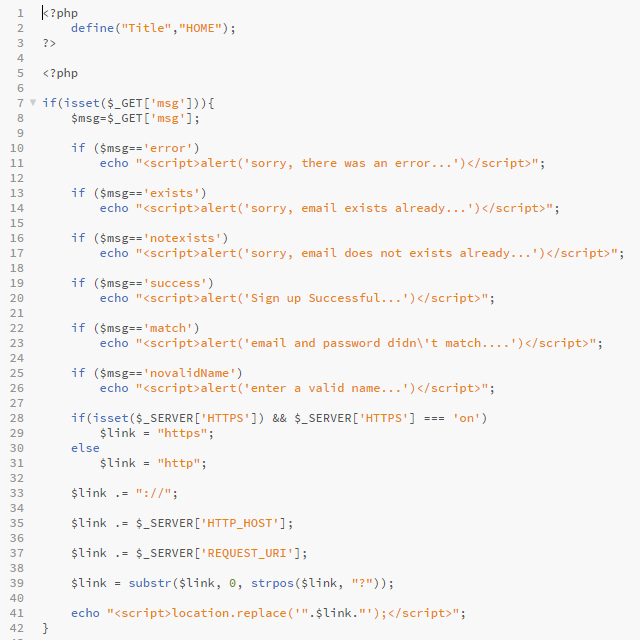 1 <?php
2 define("Title","HOME");
3 ?>
4
5 <?php
6
7 if(isset($_GET['msg'])){
8 $msg=$_GET['msg'];
9
10 if ($msg=='error')
11 echo "<script>alert('sorry, there was an error...')</script>";
12
13 if ($msg=='exists')
14 echo "<script>alert('sorry, email exists already...')</script>";
15
16 if ($msg=='notexists')
17 echo "<script>alert('sorry, email does not exists already...')</script>";
18
19 if ($msg=='success')
20 echo "<script>alert('Sign up Successful...')</script>";
21
22 if ($msg=='match')
23 echo "<script>alert('email and password didn\'t match....')</script>";
24
25 if ($msg=='novalidName')
26 echo "<script>alert('enter a valid name...')</script>";
27
28 if(isset($_SERVER['HTTPS']) && $_SERVER['HTTPS'] === 'on')
29 $link = "https";
30 else
31 $link = "http";
32
33 $link .= "://";
34
35 $link .= $_SERVER['HTTP_HOST'];
36
37 $link .= $_SERVER['REQUEST_URI'];
38
39 $link = substr($link, 0, strpos($link, "?"));
40
41 echo "<script>location.replace('".$link."');</script>";
42 }